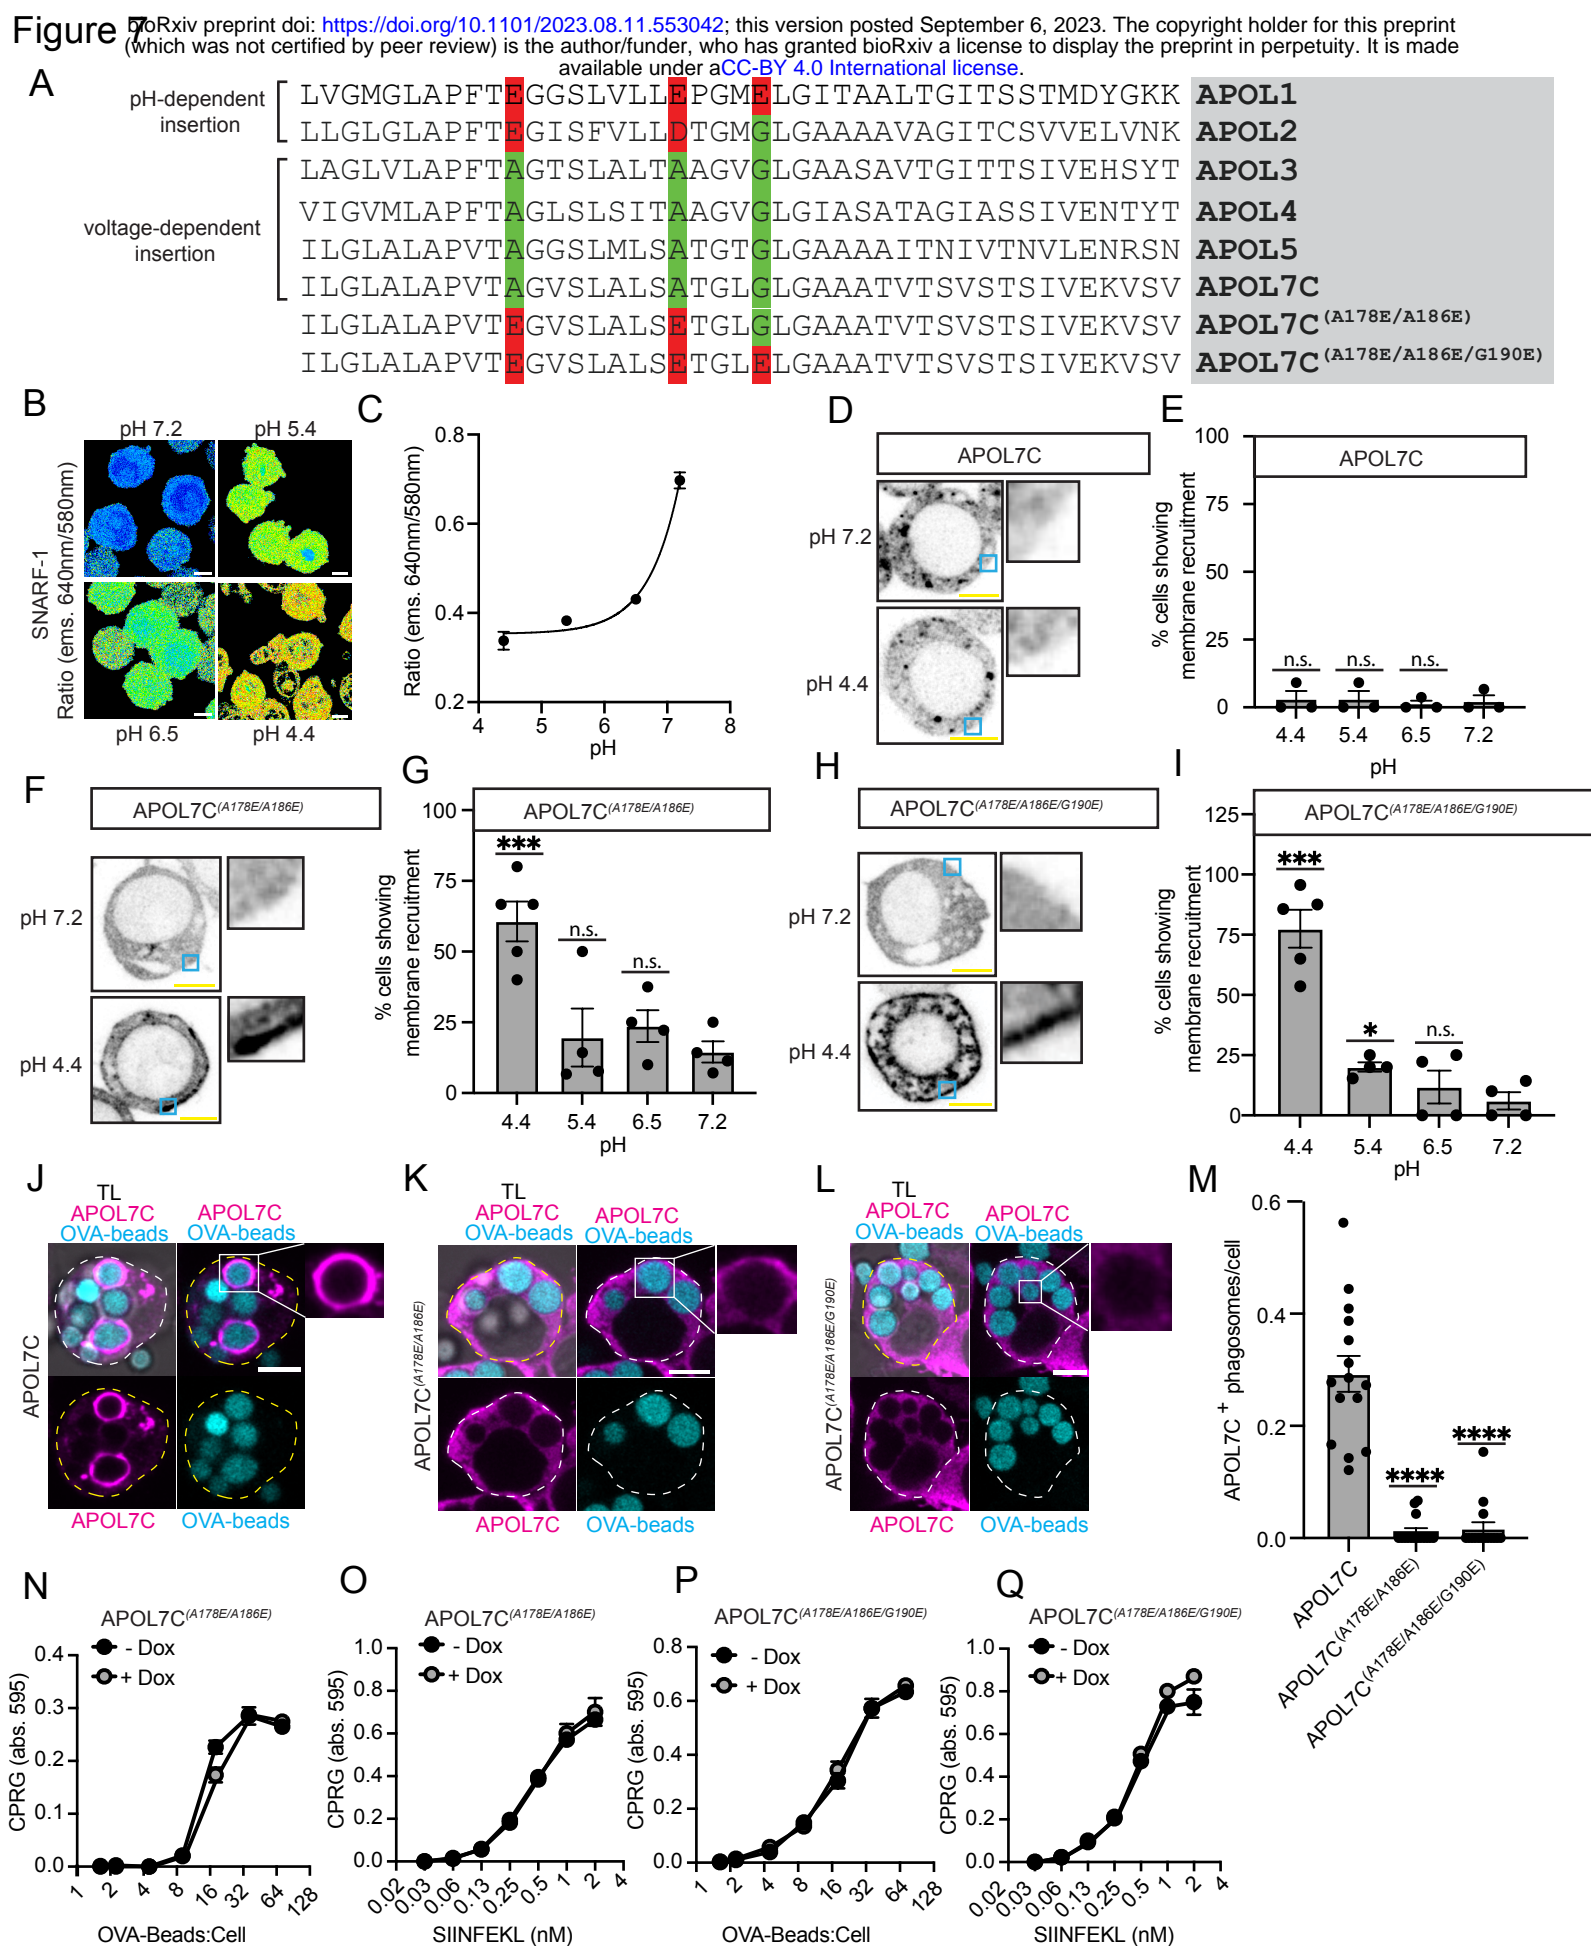 Figure 7
bioRxiv preprint doi: https://doi.org/10.1101/2023.08.11.553042; this version posted September 6, 2023. The copyright holder for this preprint
(which was not certified by peer review) is the author/funder, who has granted bioRxiv a license to display the preprint in perpetuity. It is made
available under aCC-BY 4.0 International license.
A
pH-dependent
insertion
LVGMGLAPFTEGGSLVLLEPGMELGITAALTGITSSTMDYGKK APOL1
LLGLGLAPFTEGISFVLLDTGMGLGAAAAVAGITCSVVELVNK APOL2
voltage-dependent
insertion
LAGLVLAPFTAGTSLALTAAGVGLGAASAVTGITTSIVEHSYT APOL3
VIGVMLAPFTAGLSLSITAAGVGLGIASATAGIASSIVENTYT APOL4
ILGLALAPVTAGGSLMLSATGTGLGAAAAITNIVTNVLENRSN APOL5
ILGLALAPVTAGVSLALSATGLGLGAAATVTSVSTSIVEKVSV APOL7C
ILGLALAPVTEGVSLALSETGLGLGAAATVTSVSTSIVEKVSV APOL7C(A178E/A186E)
ILGLALAPVTEGVSLALSETGLELGAAATVTSVSTSIVEKVSV APOL7C(A178E/A186E/G190E)
B
pH 7.2 pH 5.4
SNARF-1
Ratio (ems. 640nm/580nm)
pH 6.5 pH 4.4
C
Ratio (ems. 640nm/580nm)
0.8
0.6
0.4
0.2
4 5 6 7 8
pH
D
APOL7C
pH 7.2
pH 4.4
E
APOL7C
% cells showing
membrane recruitment
100
75
50
25
0
n.s. n.s. n.s.
4.4 5.4 6.5 7.2
pH
F
APOL7C(A178E/A186E)
pH 7.2
pH 4.4
G
APOL7C(A178E/A186E)
% cells showing
membrane recruitment
100
75
50
25
0
*** n.s. n.s.
4.4 5.4 6.5 7.2
pH
H
APOL7C(A178E/A186E/G190E)
pH 7.2
pH 4.4
I
APOL7C(A178E/A186E/G190E)
% cells showing
membrane recruitment
125
100
75
50
25
0
*** * n.s.
4.4 5.4 6.5 7.2
pH
J
TL
APOL7C APOL7C
OVA-beads OVA-beads
APOL7C
APOL7C OVA-beads
K
TL
APOL7C APOL7C
OVA-beads OVA-beads
APOL7C(A178E/A186E)
APOL7C OVA-beads
L
TL
APOL7C APOL7C
OVA-beads OVA-beads
APOL7C(A178E/A186E/G190E)
APOL7C OVA-beads
M
APOL7C+ phagosomes/cell
0.6
0.4
0.2
0.0
**** ****
APOL7C
APOL7C(A178E/A186E)
APOL7C(A178E/A186E/G190E)
N
APOL7C(A178E/A186E)
- Dox
+ Dox
CPRG (abs. 595)
0.4
0.3
0.2
0.1
0.0
1 2 4 8 16 32 64 128
OVA-Beads:Cell
O
APOL7C(A178E/A186E)
- Dox
+ Dox
CPRG (abs. 595)
1.0
0.8
0.6
0.4
0.2
0.0
0.02 0.03 0.06 0.13 0.25 0.5 1 2 4
SIINFEKL (nM)
P
APOL7C(A178E/A186E/G190E)
- Dox
+ Dox
CPRG (abs. 595)
0.8
0.6
0.4
0.2
0.0
1 2 4 8 16 32 64 128
OVA-Beads:Cell
Q
APOL7C(A178E/A186E/G190E)
- Dox
+ Dox
CPRG (abs. 595)
1.0
0.8
0.6
0.4
0.2
0.0
0.02 0.03 0.06 0.13 0.25 0.5 1 2 4
SIINFEKL (nM)